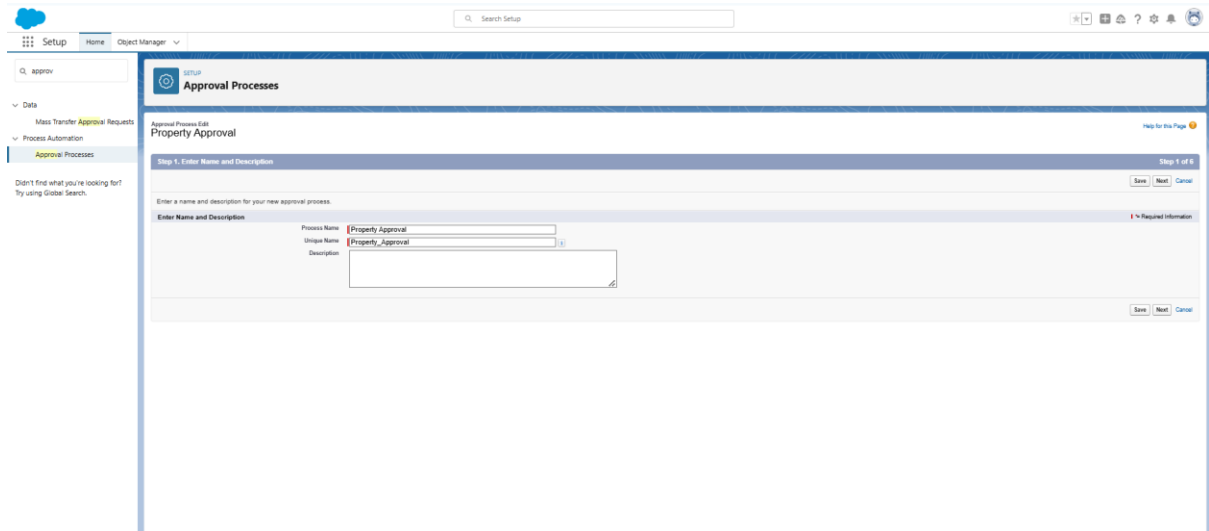 Search Setup
Setup
Home
Object Manager
approv
Data
Mass Transfer Approval Requests
Process Automation
Approval Processes
Didn't find what you're looking for?
Try using Global Search.
SETUP
Approval Processes
Approval Process Edit
Property Approval
Help for this Page
Step 1. Enter Name and Description
Step 1 of 6
Save Next Cancel
Enter a name and description for your new approval process.
Enter Name and Description
= Required Information
Process Name Property Approval
Unique Name Property_Approval
Description
Save Next Cancel